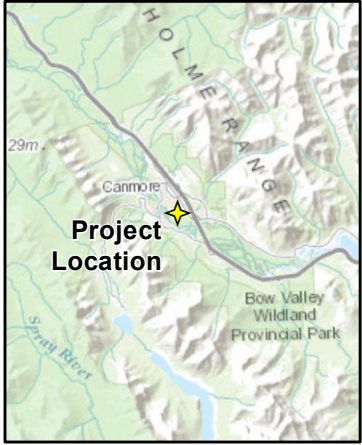 HOLME RANGE
29m
Canmore
Project
Location
Bow Valley
Wildland
Provincial Park
Spray River